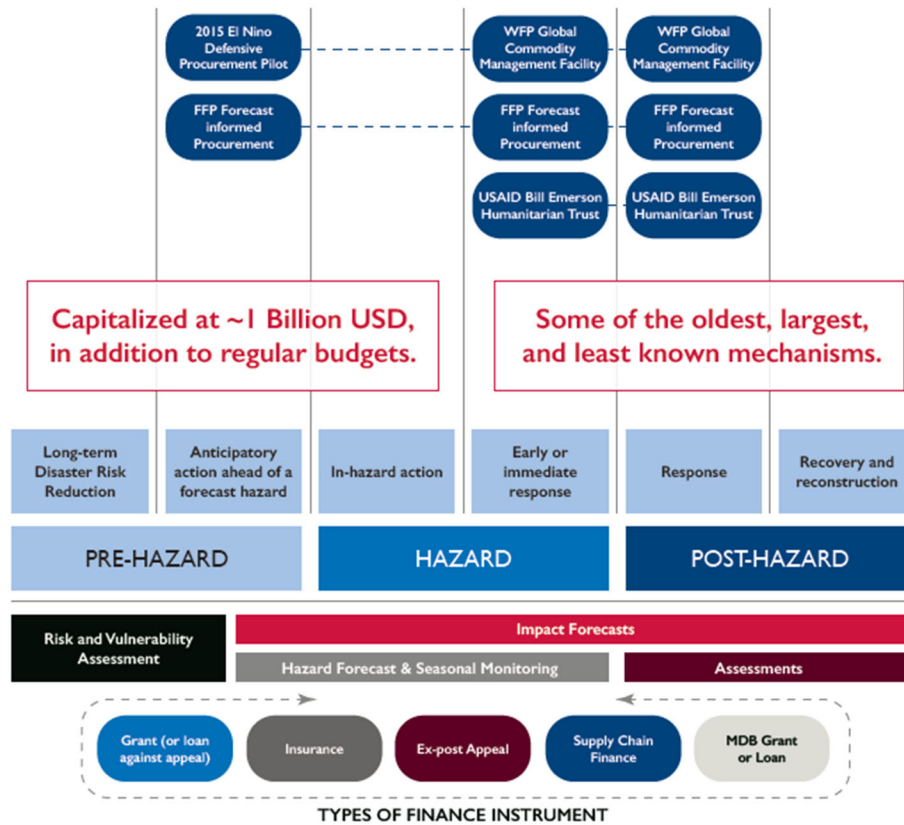 2015 El Nino
Defensive
Procurement Pilot
WFP Global
Commodity
Management Facility
WFP Global
Commodity
Management Facility
FFP Forecast
informed
Procurement
FFP Forecast
informed
Procurement
FFP Forecast
informed
Procurement
USAID Bill Emerson
Humanitarian Trust
USAID Bill Emerson
Humanitarian Trust
Capitalized at ~1 Billion USD,
in addition to regular budgets.
Some of the oldest, largest,
and least known mechanisms.
Long-term
Disaster Risk
Reduction
Anticipatory
action ahead of a
forecast hazard
In-hazard action
Early or
immediate
response
Response
Recovery and
reconstruction
PRE-HAZARD
HAZARD
POST-HAZARD
Risk and Vulnerability
Assessment
Impact Forecasts
Hazard Forecast & Seasonal Monitoring
Assessments
Grant (or loan
against appeal)
Insurance
Ex-post Appeal
Supply Chain
Finance
MDB Grant
or Loan
TYPES OF FINANCE INSTRUMENT